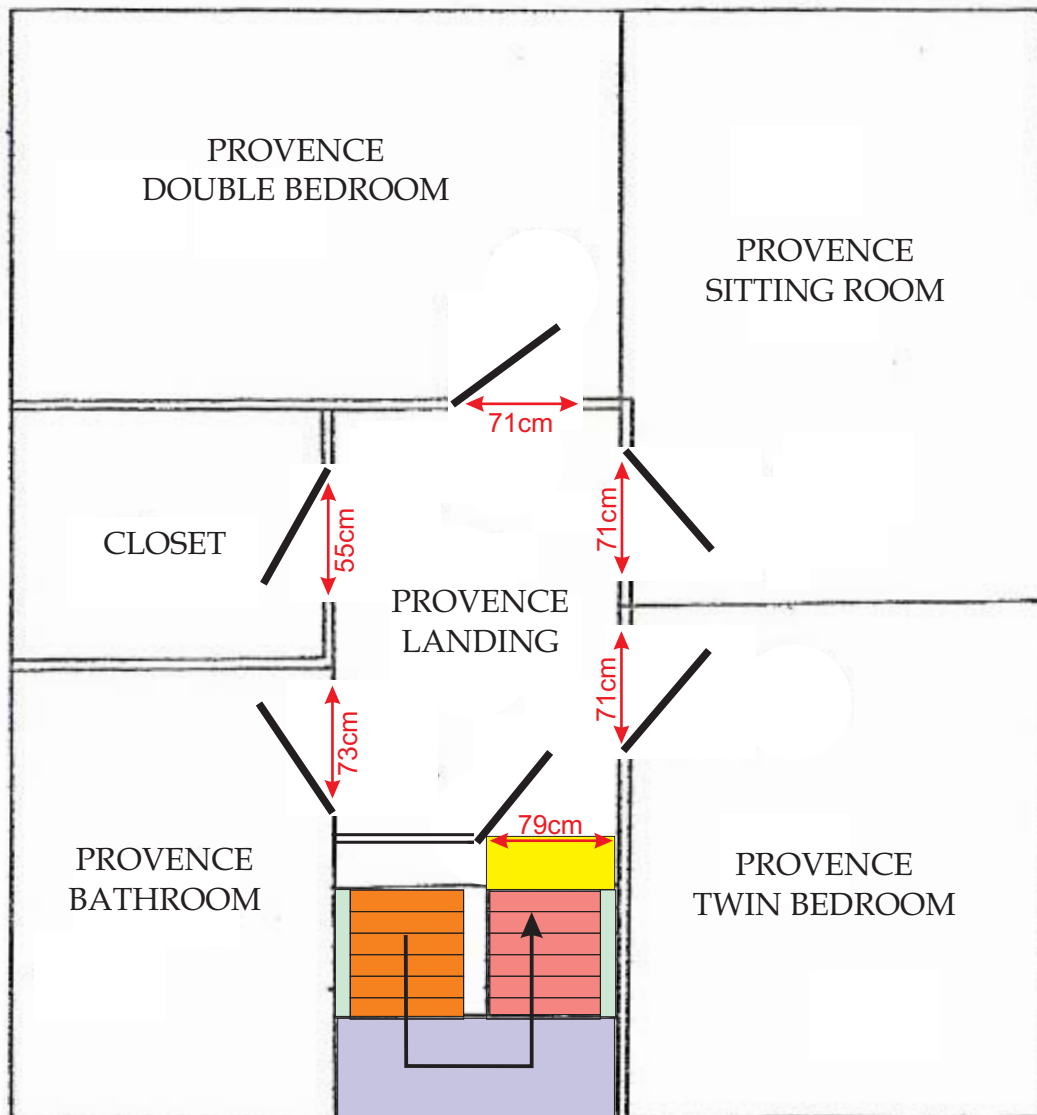 PROVENCE
DOUBLE BEDROOM
PROVENCE
SITTING ROOM
71cm
71cm
55cm
CLOSET
PROVENCE
LANDING
71cm
73cm
79cm
PROVENCE
BATHROOM
PROVENCE
TWIN BEDROOM